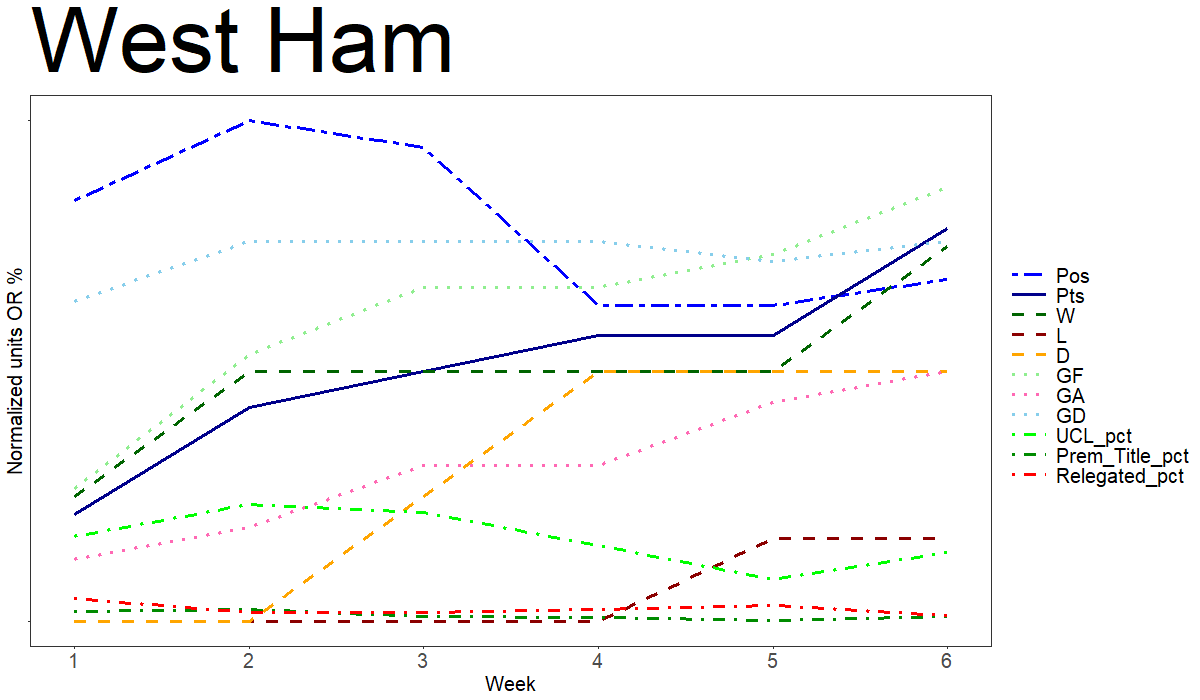 West Ham
Normalized units OR %
Pos
Pts
W
L
D
GF
GA
GD
UCL_pct
Prem_Title_pct
Relegated_pct
1 2 3 4 5 6
Week